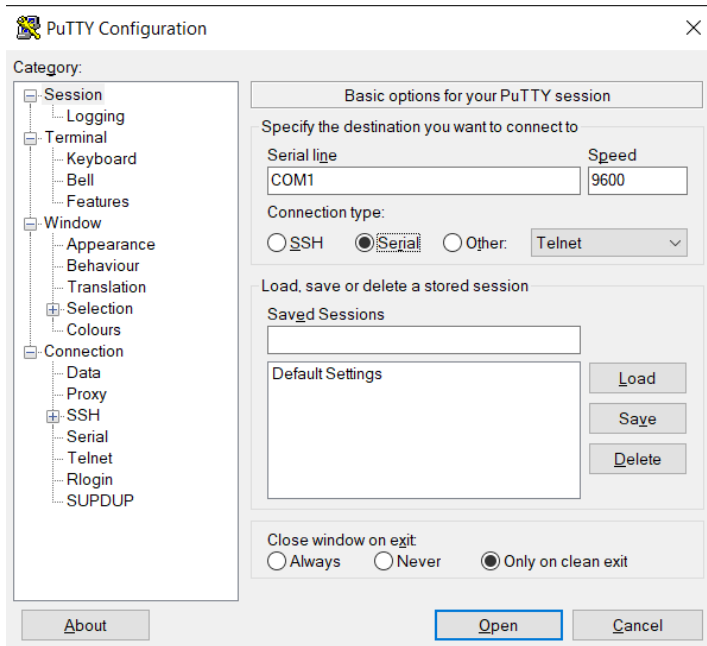 PuTTY Configuration
Category:
Session
Logging
Terminal
Keyboard
Bell
Features
Window
Appearance
Behaviour
Translation
Selection
Colours
Connection
Data
Proxy
SSH
Serial
Telnet
Rlogin
SUPDUP
Basic options for your PuTTY session
Specify the destination you want to connect to
Serial line Speed
COM1 9600
Connection type:
SSH Serial Other: Telnet
Load, save or delete a stored session
Saved Sessions
Default Settings
Load
Save
Delete
Close window on exit:
Always Never Only on clean exit
About Open Cancel